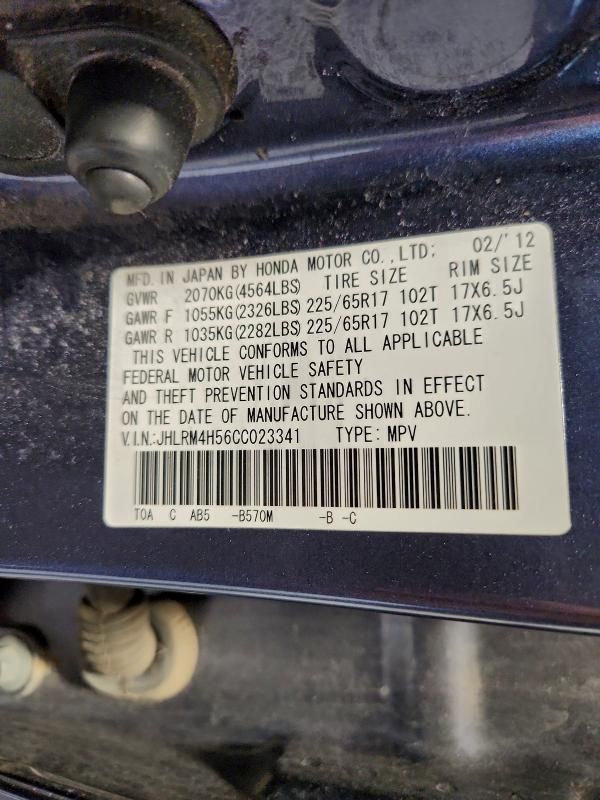 MFD. IN JAPAN BY HONDA MOTOR CO.,LTD; 02/'12
GVWR 2070KG(4564LBS) TIRE SIZE RIM SIZE
GAWR F 1055KG(2326LBS) 225/65R17 102T 17X6.5J
GAWR R 1035KG(2282LBS) 225/65R17 102T 17X6.5J
THIS VEHICLE CONFORMS TO ALL APPLICABLE
FEDERAL MOTOR VEHICLE SAFETY
AND THEFT PREVENTION STANDARDS IN EFFECT
ON THE DATE OF MANUFACTURE SHOWN ABOVE.
V.I.N:JHLRM4H56CC023341 TYPE: MPV
TOA C AB5 -B570M -B -C